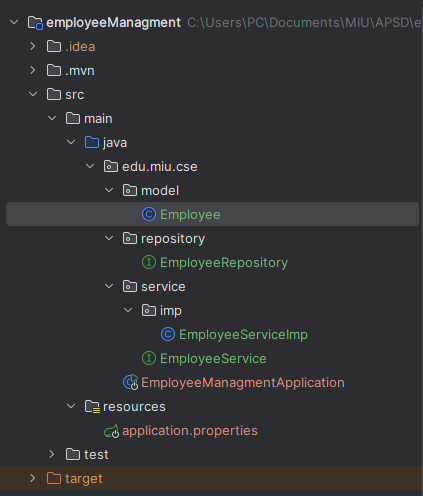 employeeManagment C:\Users\PC\Documents\MIU\APSD\e
.idea
.mvn
src
main
java
edu.miu.cse
model
Employee
repository
EmployeeRepository
service
imp
EmployeeServiceImp
EmployeeService
EmployeeManagmentApplication
resources
application.properties
test
target